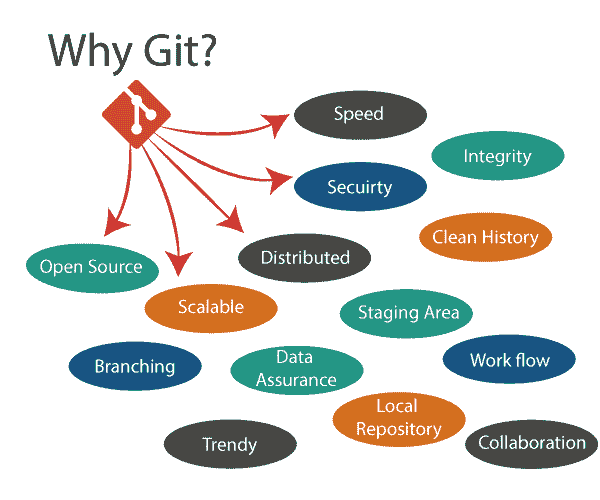 Why Git?
Speed
Integrity
Secuirty
Clean History
Distributed
Open Source
Scalable
Staging Area
Branching
Data
Assurance
Work flow
Local
Repository
Trendy
Collaboration